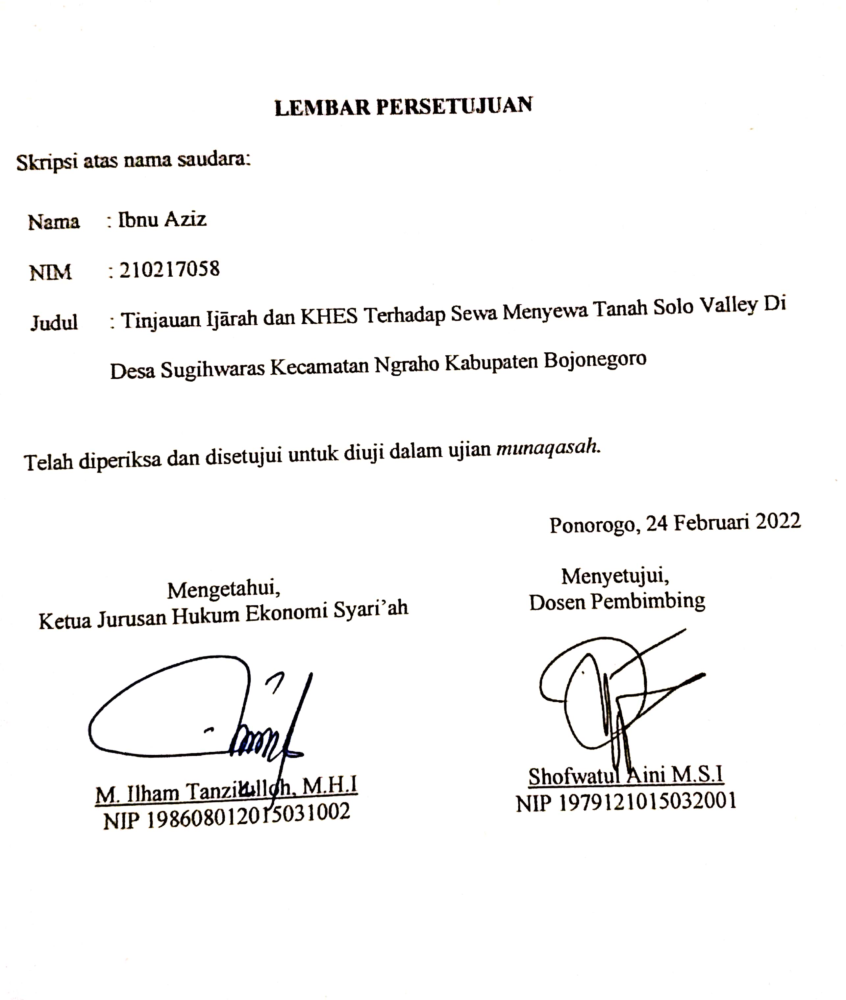 LEMBAR PERSETUJUAN
Skripsi atas nama saudara:
Nama : Ibnu Aziz
NIM : 210217058
Judul : Tinjauan Ijārah dan KHES Terhadap Sewa Menyewa Tanah Solo Valley Di
Desa Sugihwaras Kecamatan Ngraho Kabupaten Bojonegoro
Telah diperiksa dan disetujui untuk diuji dalam ujian munaqasah.
Ponorogo, 24 Februari 2022
Mengetahui,
Ketua Jurusan Hukum Ekonomi Syari’ah
Menyetujui,
Dosen Pembimbing
M. Ilham Tanzilulloh, M.H.I
NIP 198608012015031002
Shofwatul Aini M.S.I
NIP 1979121015032001